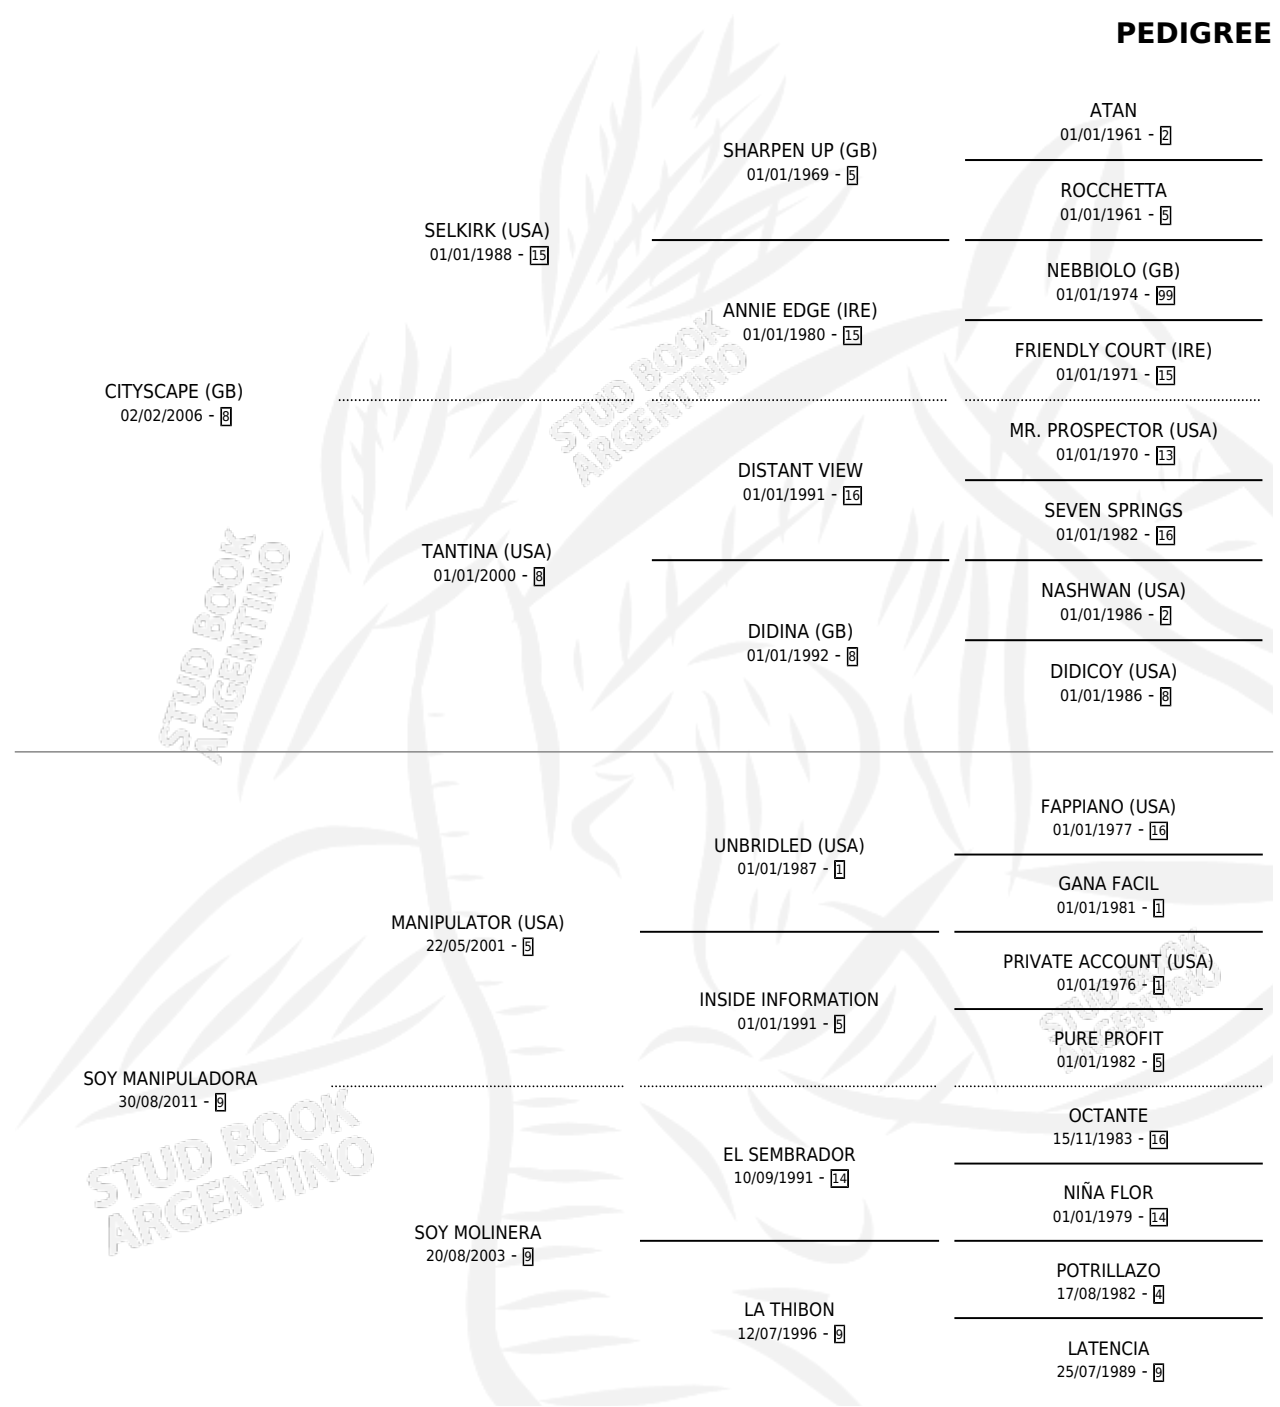 PEDIGREE
ATAN
01/01/1961 - 2
SHARPEN UP (GB)
01/01/1969 - 5
ROCCHETTA
01/01/1961 - 5
SELKIRK (USA)
01/01/1988 - 15
NEBBIOLO (GB)
01/01/1974 - 99
ANNIE EDGE (IRE)
01/01/1980 - 15
FRIENDLY COURT (IRE)
01/01/1971 - 15
CITYSCAPE (GB)
02/02/2006 - 8
MR. PROSPECTOR (USA)
01/01/1970 - 13
DISTANT VIEW
01/01/1991 - 16
SEVEN SPRINGS
01/01/1982 - 16
TANTINA (USA)
01/01/2000 - 8
NASHWAN (USA)
01/01/1986 - 2
DIDINA (GB)
01/01/1992 - 8
DIDICOY (USA)
01/01/1986 - 8
FAPPIANO (USA)
01/01/1977 - 16
UNBRIDLED (USA)
01/01/1987 - 1
GANA FACIL
01/01/1981 - 1
MANIPULATOR (USA)
22/05/2001 - 5
PRIVATE ACCOUNT (USA)
01/01/1976 - 1
INSIDE INFORMATION
01/01/1991 - 5
PURE PROFIT
01/01/1982 - 5
SOY MANIPULADORA
30/08/2011 - 9
OCTANTE
15/11/1983 - 16
EL SEMBRADOR
10/09/1991 - 14
NIÑA FLOR
01/01/1979 - 14
SOY MOLINERA
20/08/2003 - 9
POTRILLAZO
17/08/1982 - 4
LA THIBON
12/07/1996 - 9
LATENCIA
25/07/1989 - 9
STUD BOOK
ARGENTINO
STUD BOOK
ARGENTINO
STUD BOOK
ARGENTINO
STUD BOOK
ARGENTINO